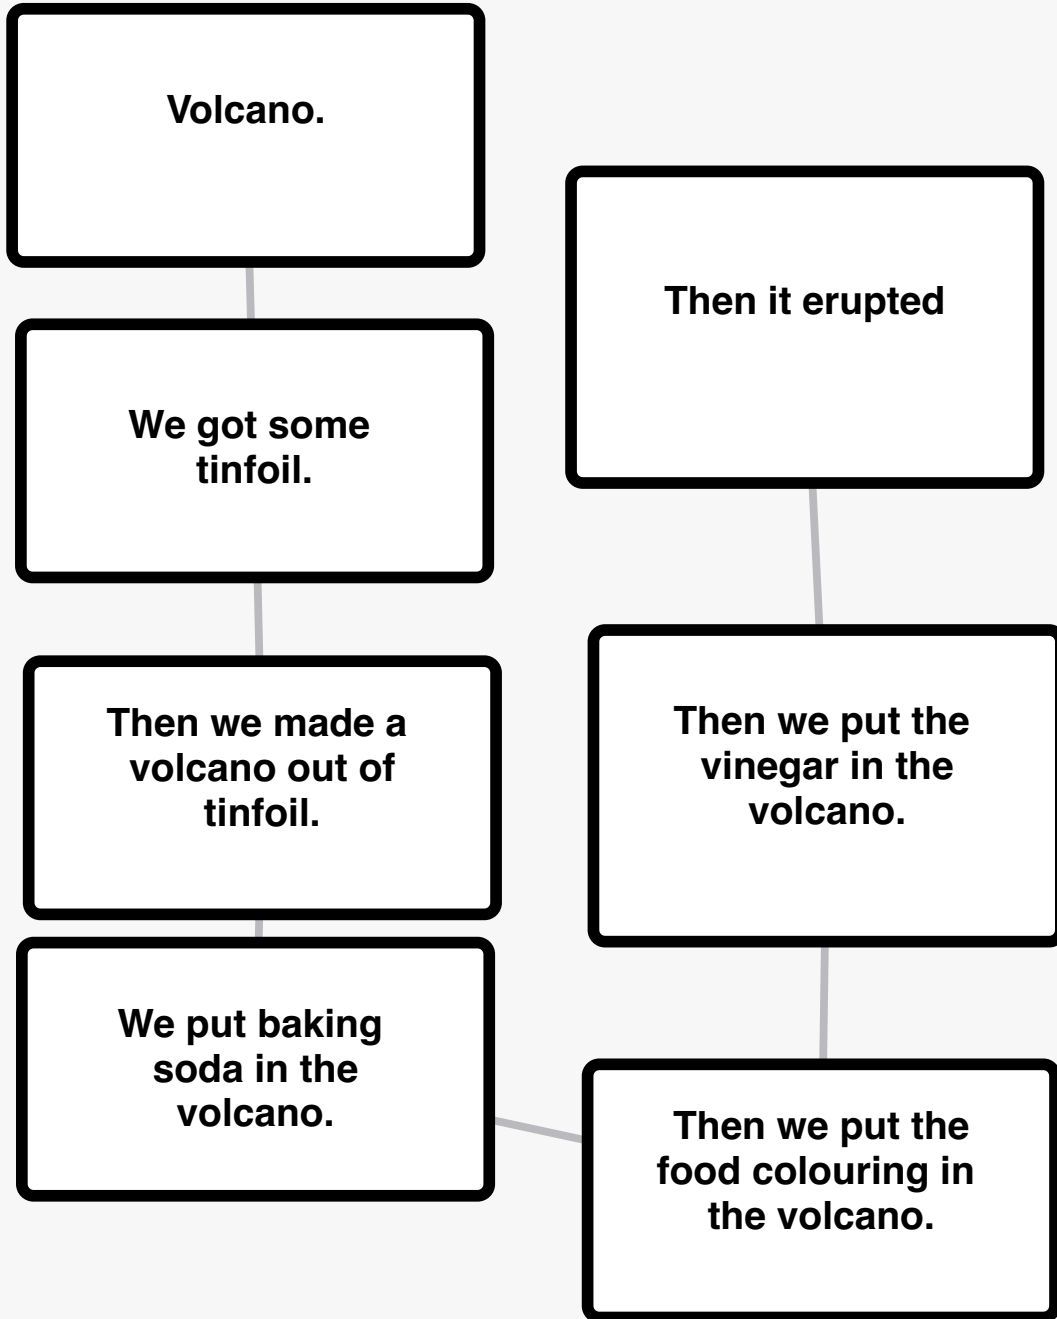 Volcano.
We got some
tinfoil.
Then we made a
volcano out of
tinfoil.
We put baking
soda in the
volcano.
Then we put the
food colouring in
the volcano.
Then we put the
vinegar in the
volcano.
Then it erupted